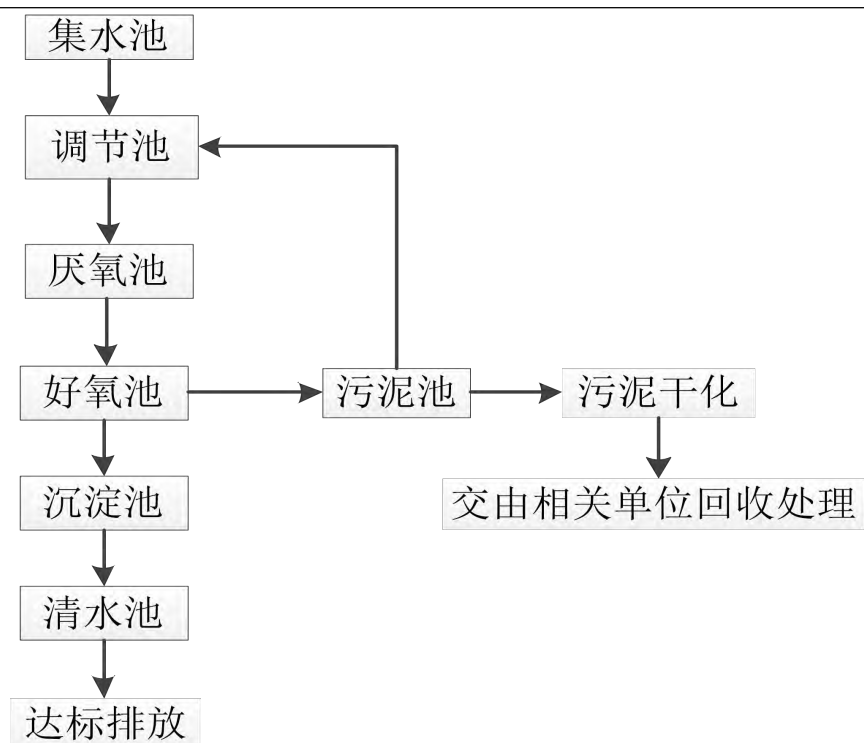 集水池
调节池
厌氧池
好氧池
污泥池
污泥干化
沉淀池
交由相关单位回收处理
清水池
达标排放